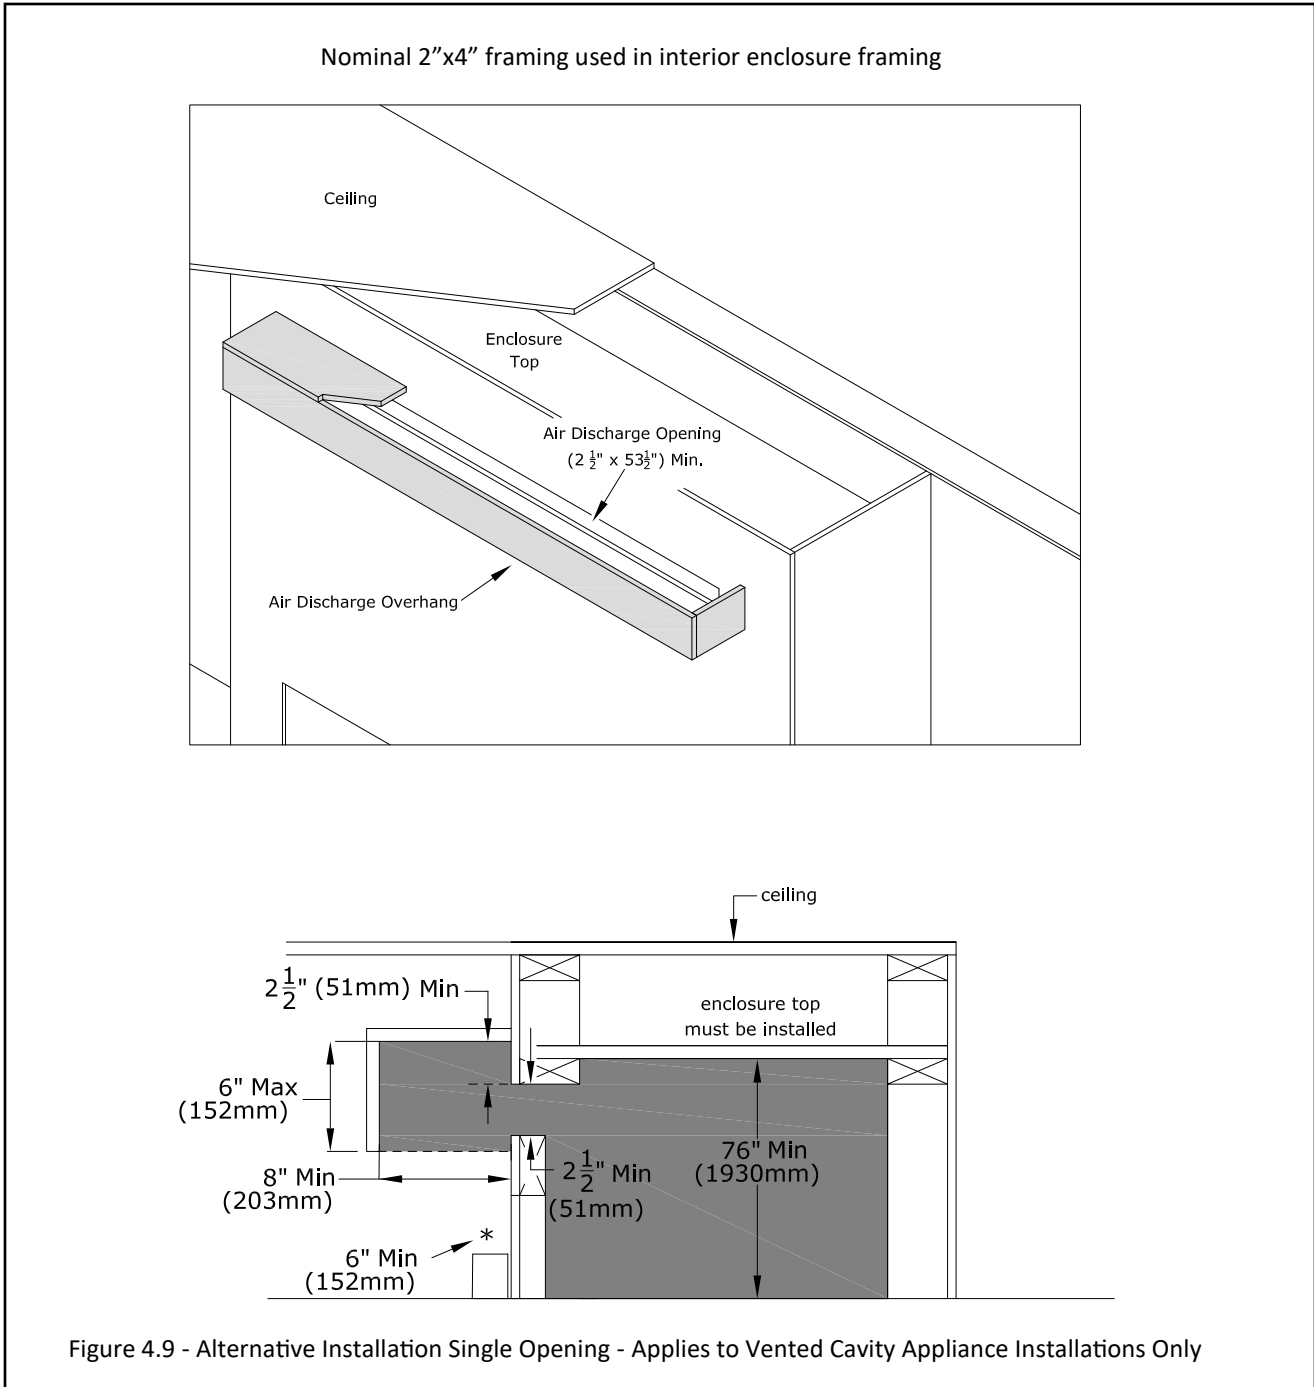 Nominal 2”x4” framing used in interior enclosure framing
Ceiling
Enclosure
Top
Air Discharge Opening
(2 1/2" x 53 1/2") Min.
Air Discharge Overhang
ceiling
2 1/2" (51mm) Min
enclosure top
must be installed
6" Max
(152mm)
76" Min
(1930mm)
8" Min
(203mm)
2 1/2" Min
(51mm)
*
6" Min
(152mm)
Figure 4.9 - Alternative Installation Single Opening - Applies to Vented Cavity Appliance Installations Only